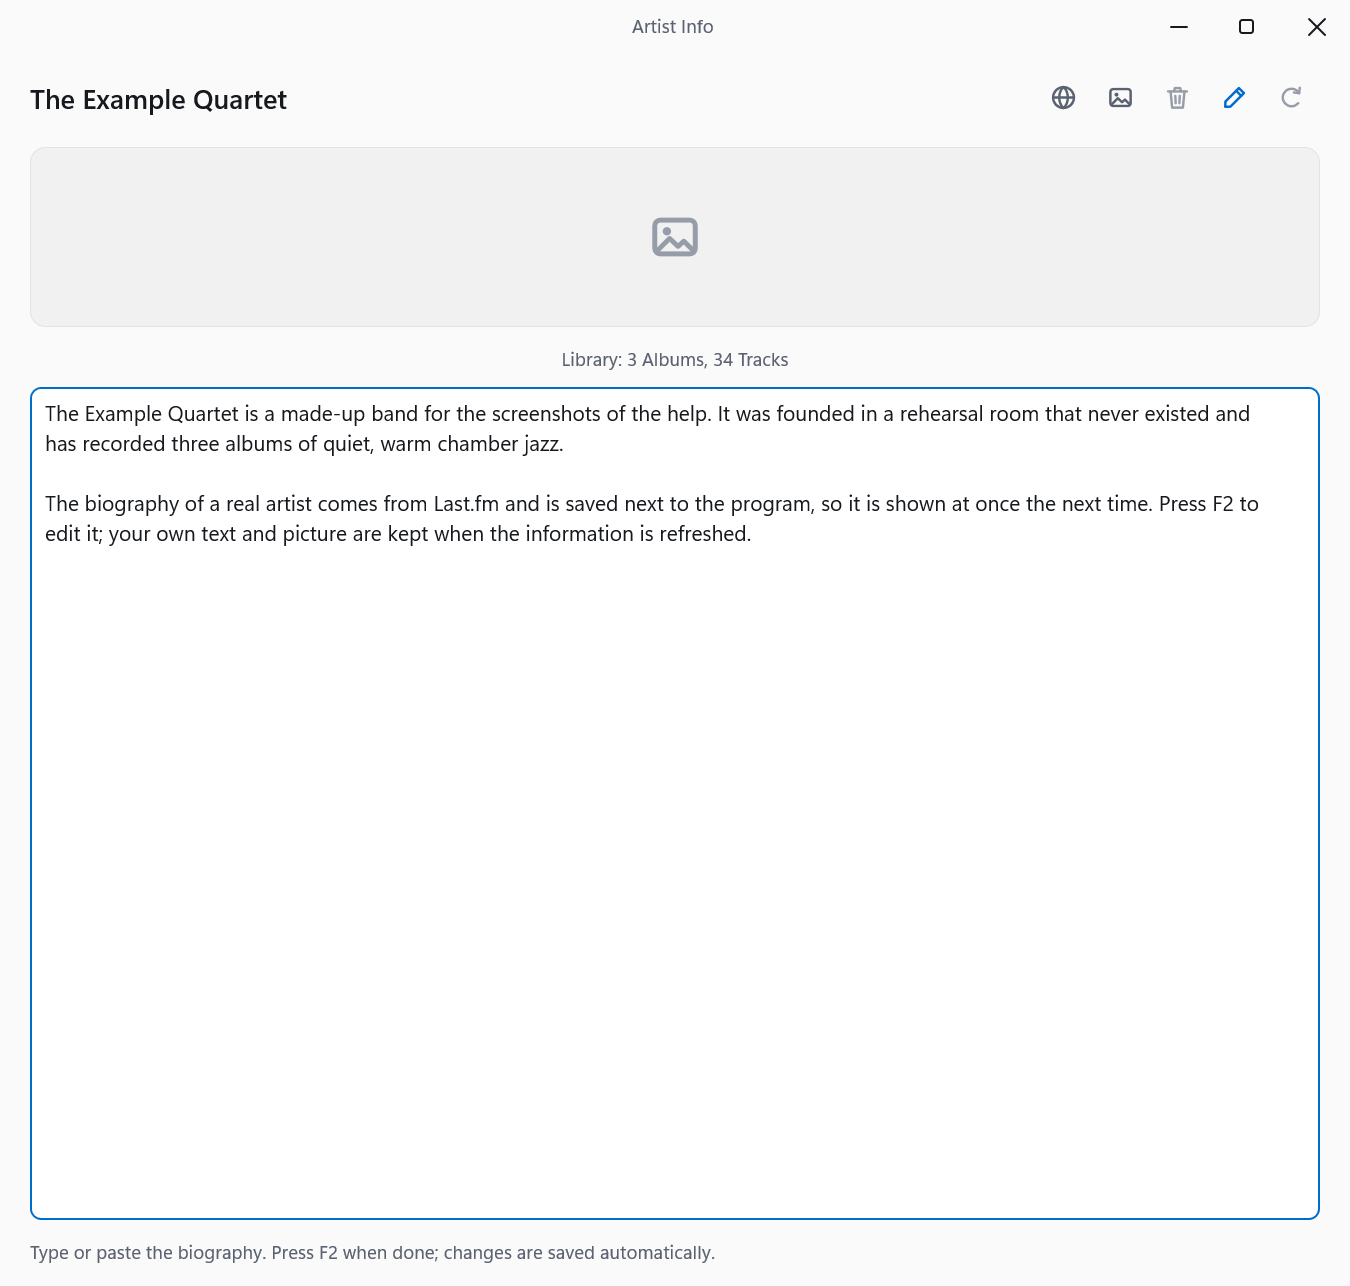 Artist Info
The Example Quartet
Library: 3 Albums, 34 Tracks
The Example Quartet is a made-up band for the screenshots of the help. It was founded in a rehearsal room that never existed and
has recorded three albums of quiet, warm chamber jazz.
The biography of a real artist comes from Last.fm and is saved next to the program, so it is shown at once the next time. Press F2 to
edit it; your own text and picture are kept when the information is refreshed.
Type or paste the biography. Press F2 when done; changes are saved automatically.